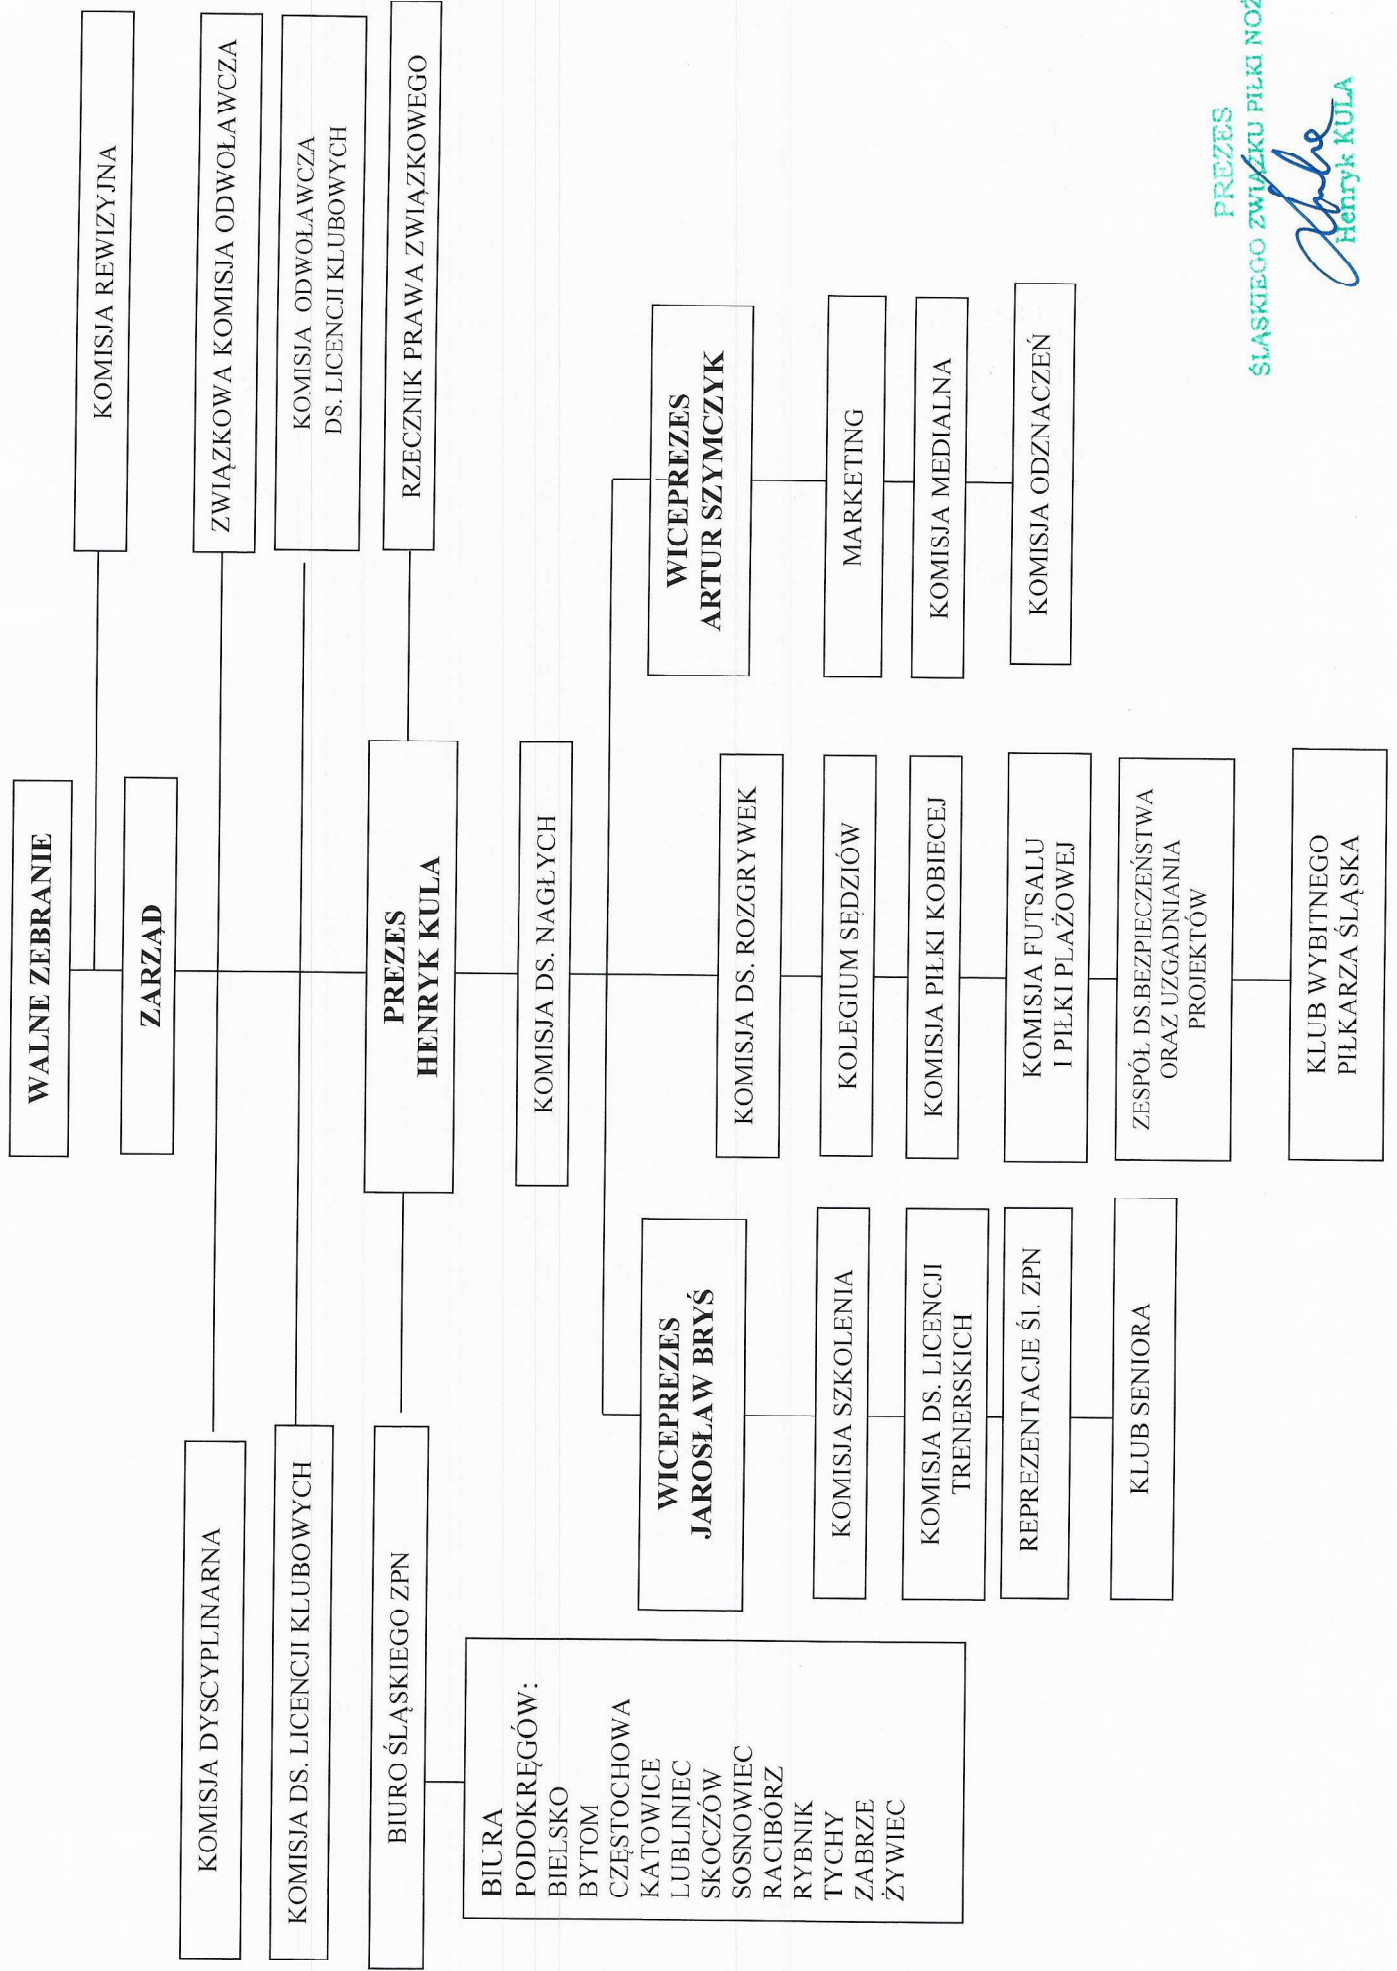 WALNE ZEBRANIE
KOMISJA REWIZYJNA
ZARZĄD
KOMISJA DYSCYPLINARNA
ZWIĄZKOWA KOMISJA ODWOŁAWCZA
KOMISJA DS. LICENCJI KLUBOWYCH
KOMISJA ODWOŁAWCZA
DS. LICENCJI KLUBOWYCH
BIURO ŚLĄSKIEGO ZPN
PREZES
HENRYK KULA
RZECZNIK PRAWA ZWIĄZKOWEGO
BIURA
PODOKRĘGÓW:
BIELSKO
BYTOM
CZĘSTOCHOWA
KATOWICE
LUBLINIEC
SKOCZÓW
SOSNOWIEC
RACIBÓRZ
RYBNIK
TYCHY
ZABRZE
ŻYWIEC
KOMISJA DS. NAGŁYCH
WICEPREZES
JAROSŁAW BRYŚ
KOMISJA SZKOLENIA
KOMISJA DS. LICENCJI
TRENERSKICH
REPREZENTACJE Śl. ZPN
KLUB SENIORA
KOMISJA DS. ROZGRYWEK
KOLEGIUM SĘDZIÓW
KOMISJA PIŁKI KOBIECEJ
KOMISJA FUTSALU
I PIŁKI PLAŻOWEJ
ZESPÓŁ DS.BEZPIECZEŃSTWA
ORAZ UZGADNIANIA
PROJEKTÓW
KLUB WYBITNEGO
PIŁKARZA ŚLĄSKA
WICEPREZES
ARTUR SZYMCZYK
MARKETING
KOMISJA MEDIALNA
KOMISJA ODZNACZEŃ
PREZES
ŚLĄSKIEGO ZWIĄZKU PIŁKI NOŻ
Henryk KULA